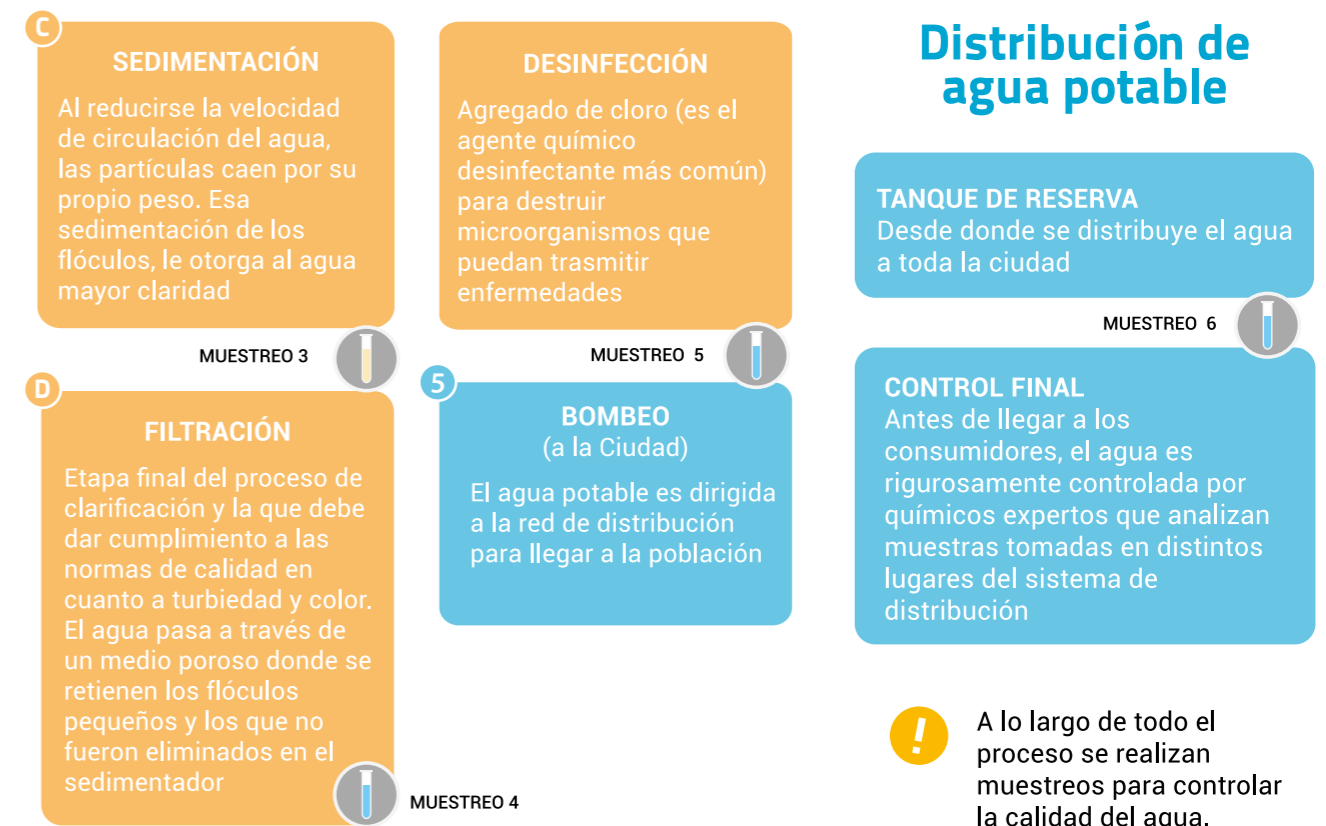 C
SEDIMENTACIÓN
Al reducirse la velocidad
de circulación del agua,
las partículas caen por su
propio peso. Esa
sedimentación de los
flóculos, le otorga al agua
mayor claridad
MUESTREO 3
D
FILTRACIÓN
Etapa final del proceso de
clarificación y la que debe
dar cumplimiento a las
normas de calidad en
cuanto a turbiedad y color.
El agua pasa a través de
un medio poroso donde se
retienen los flóculos
pequeños y los que no
fueron eliminados en el
sedimentador
MUESTREO 4
DESINFECCIÓN
Agregado de cloro (es el
agente químico
desinfectante más común)
para destruir
microorganismos que
puedan trasmitir
enfermedades
MUESTREO 5
5
BOMBEO
(a la Ciudad)
El agua potable es dirigida
a la red de distribución
para llegar a la población
Distribución de
agua potable
TANQUE DE RESERVA
Desde donde se distribuye el agua
a toda la ciudad
MUESTREO 6
CONTROL FINAL
Antes de llegar a los
consumidores, el agua es
rigurosamente controlada por
químicos expertos que analizan
muestras tomadas en distintos
lugares del sistema de
distribución
!
A lo largo de todo el
proceso se realizan
muestreos para controlar
la calidad del agua.